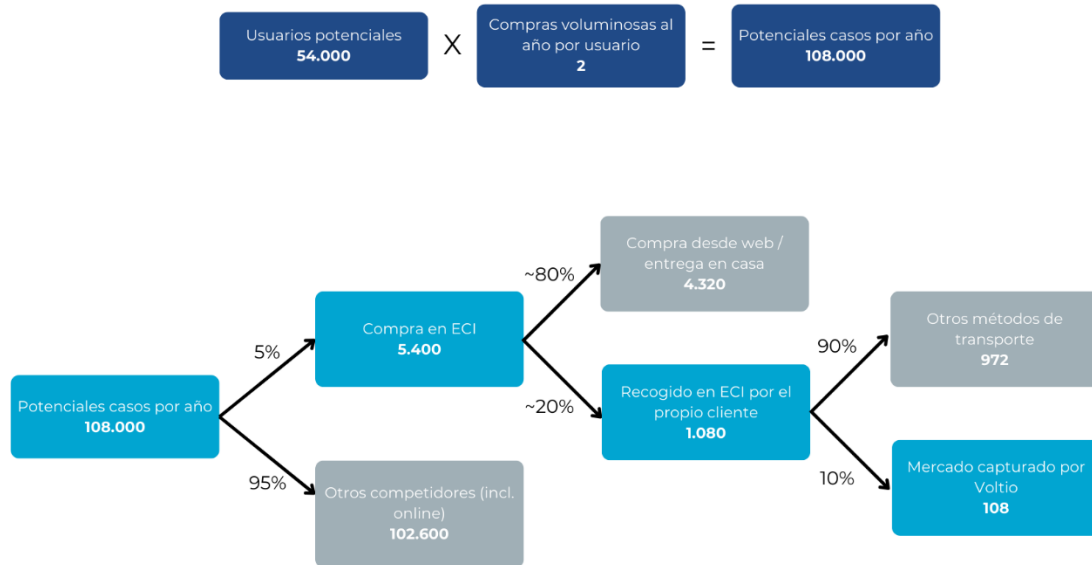 Usuarios potenciales
54.000
X
Compras voluminosas al
año por usuario
2
=
Potenciales casos por año
108.000
Compra desde web /
entrega en casa
4.320
~80%
Otros métodos de
transporte
972
Compra en ECI
5.400
5%
90%
Recogido en ECI por el
propio cliente
1.080
~20%
Potenciales casos por año
108.000
95%
10%
Otros competidores (incl.
online)
102.600
Mercado capturado por
Voltio
108